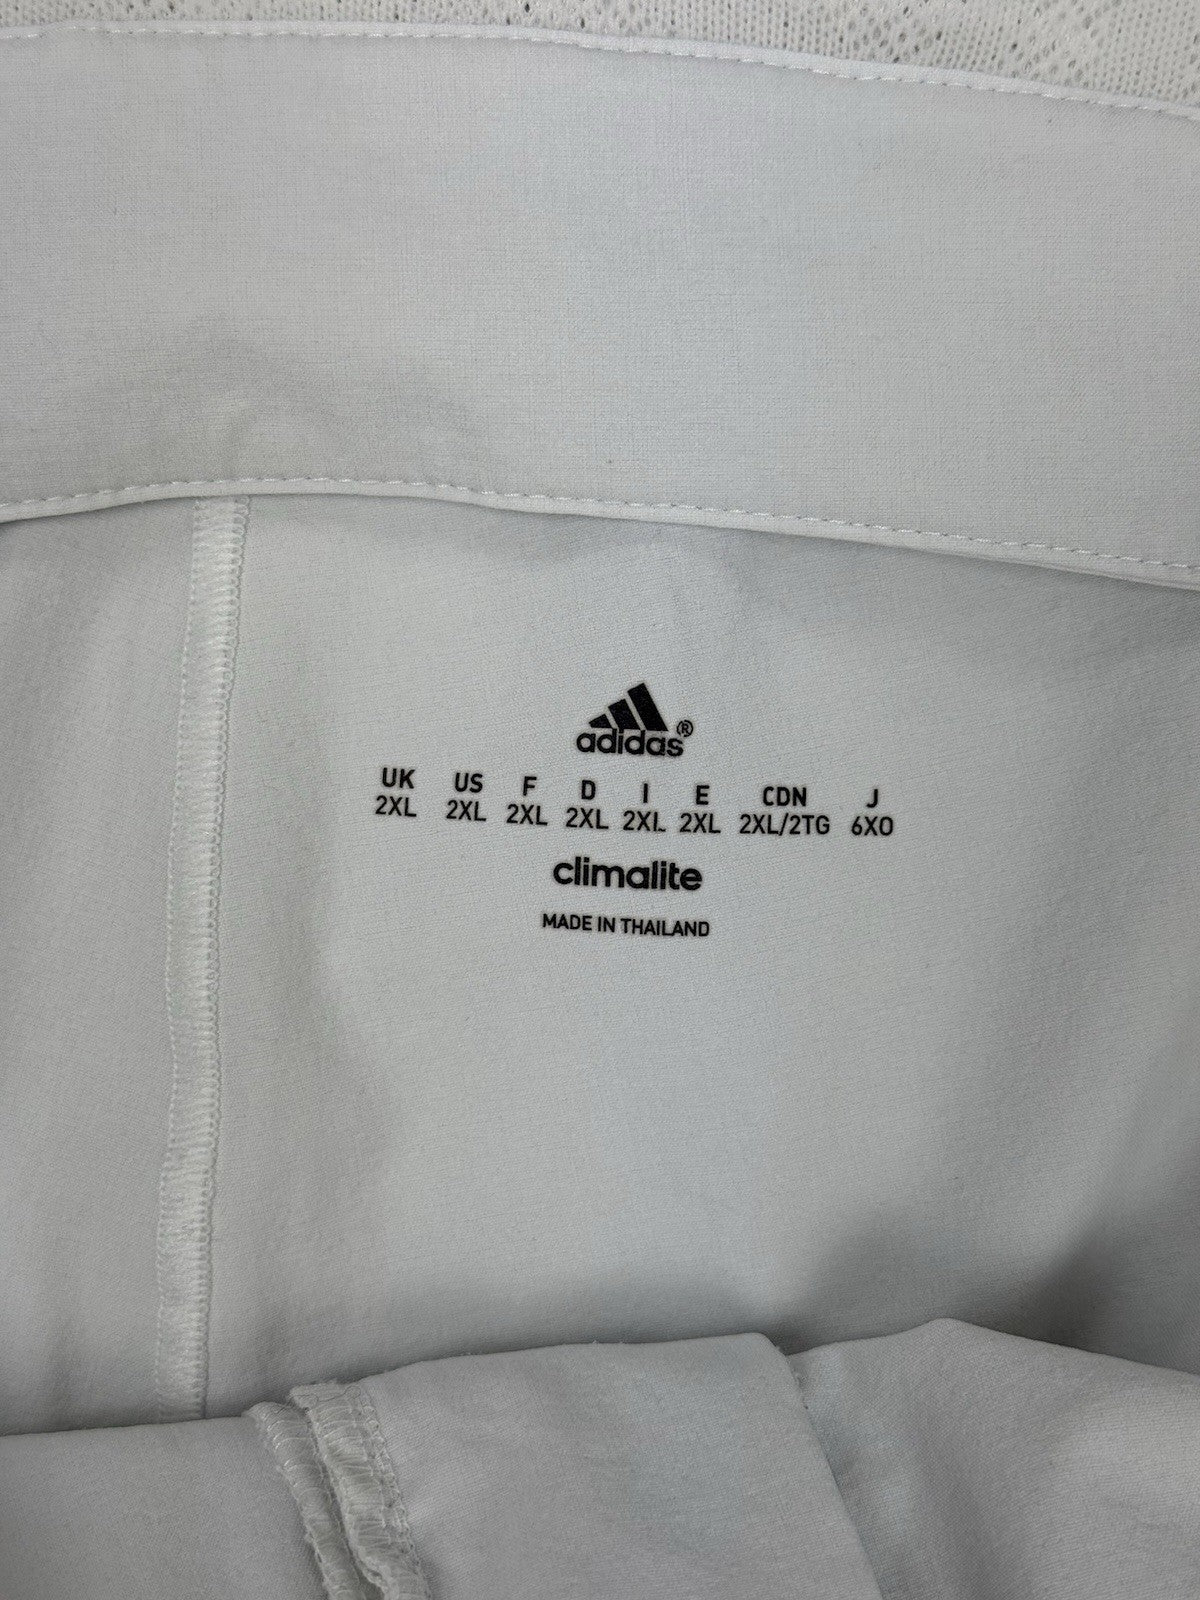 adidas®
UK US F D I E CDN J
2XL 2XL 2XL 2XL 2XL 2XL 2XL/2TG 6XO
climalite
MADE IN THAILAND